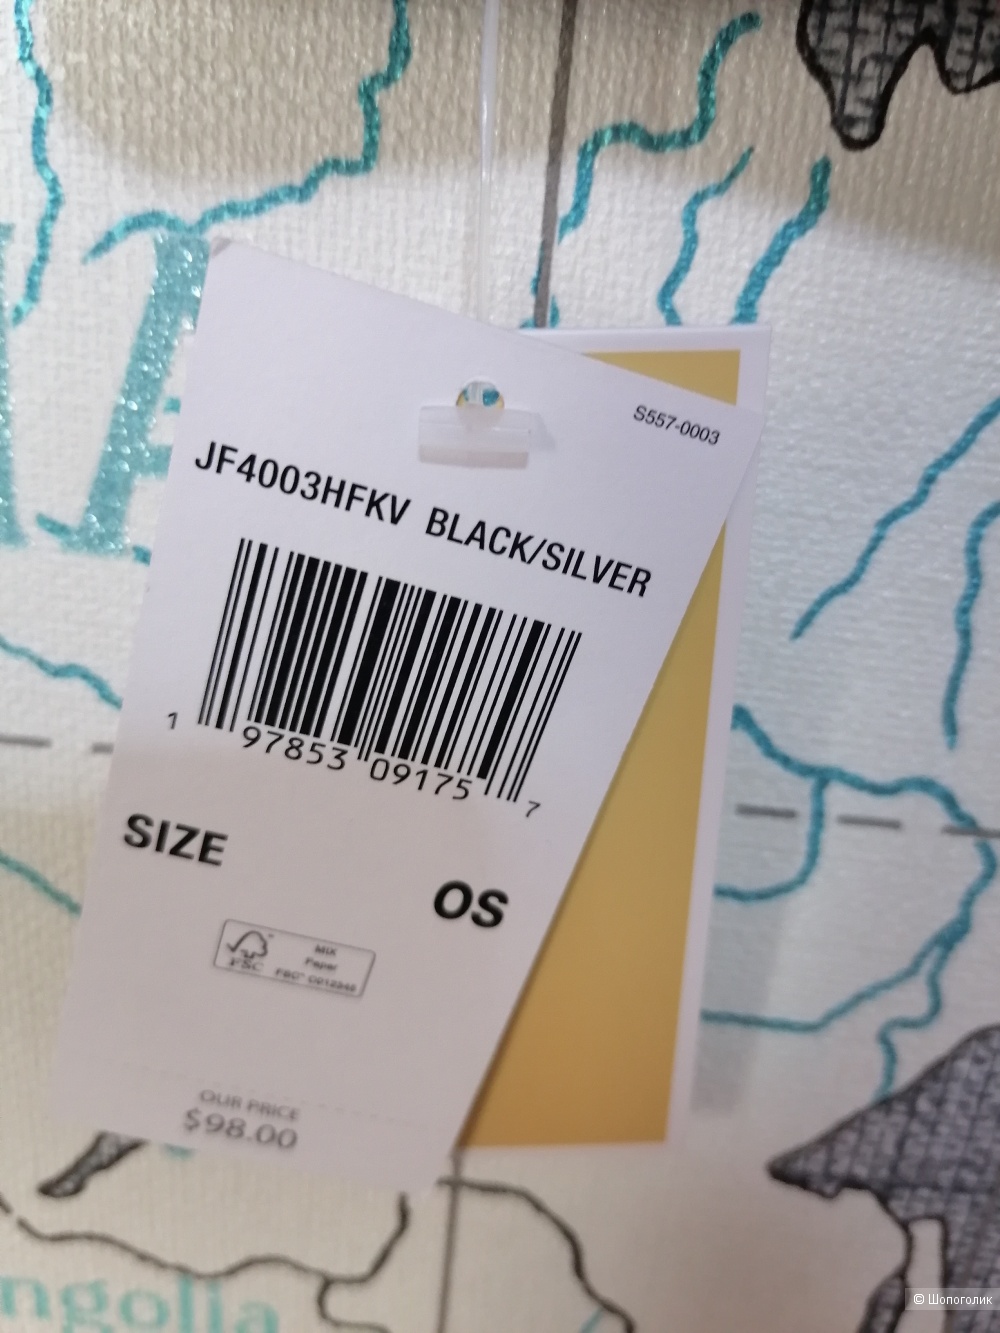 S557-0003
JF4003HFKV BLACK/SILVER
1 97853 09175 7
SIZE
OS
FSC
MIX
Paper
OUR PRICE
$98.00
ngolia
© Шопоголик